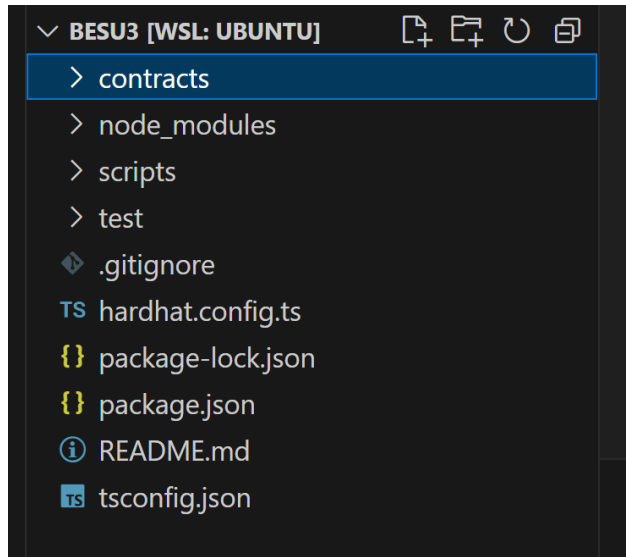 BESU3 [WSL: UBUNTU]
contracts
node_modules
scripts
test
.gitignore
TS hardhat.config.ts
{} package-lock.json
{} package.json
README.md
TS tsconfig.json